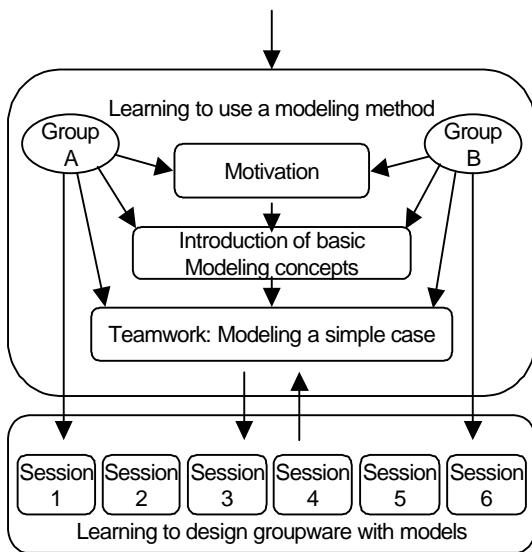 Learning to use a modeling method
Group
A
Group
B
Motivation
Introduction of basic
Modeling concepts
Teamwork: Modeling a simple case
Session
1
Session
2
Session
3
Session
4
Session
5
Session
6
Learning to design groupware with models